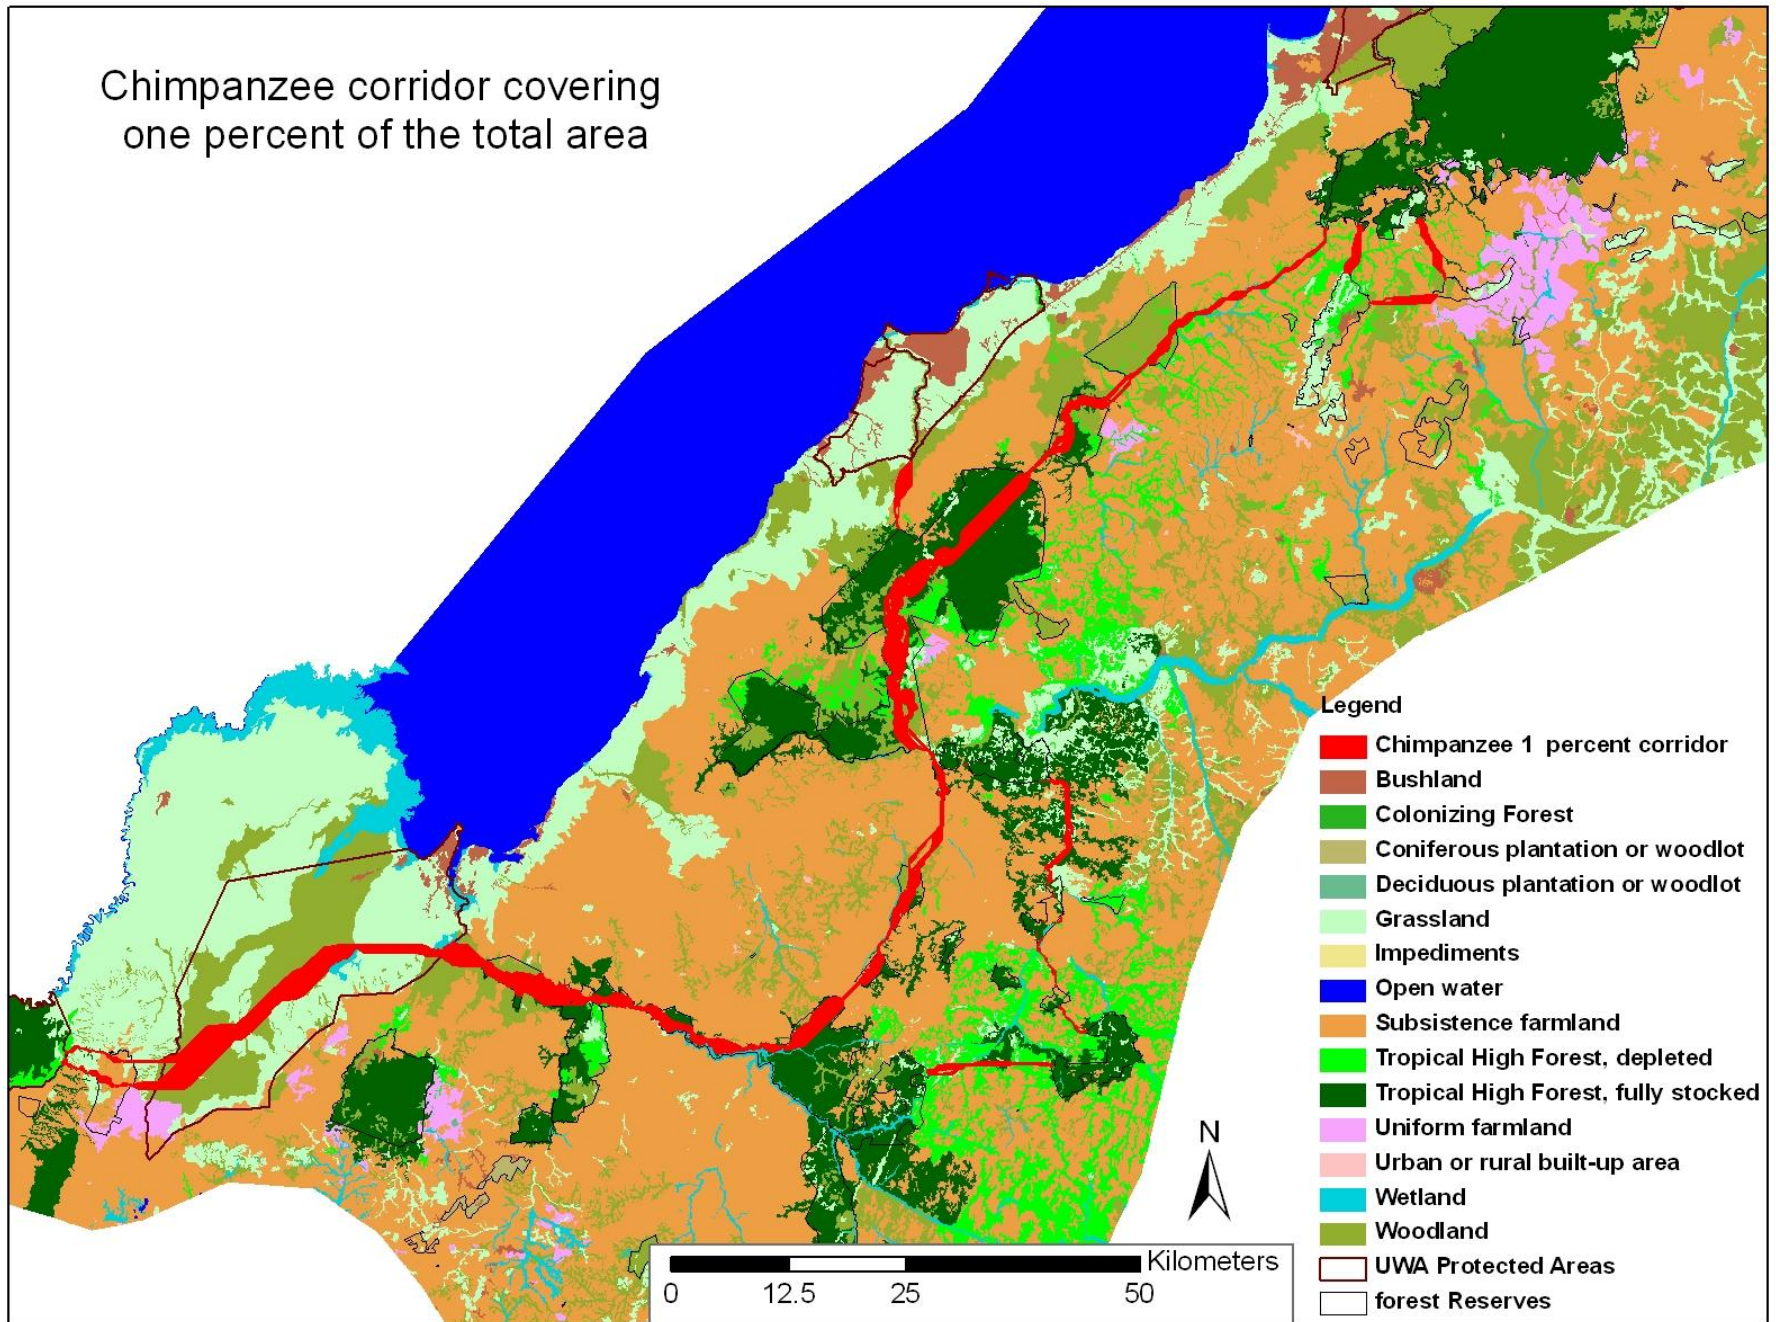 Chimpanzee corridor covering
one percent of the total area
Legend
Chimpanzee 1 percent corridor
Bushland
Colonizing Forest
Coniferous plantation or woodlot
Deciduous plantation or woodlot
Grassland
Impediments
Open water
Subsistence farmland
Tropical High Forest, depleted
Tropical High Forest, fully stocked
Uniform farmland
Urban or rural built-up area
Wetland
Woodland
UWA Protected Areas
forest Reserves
N
Kilometers
0 12.5 25 50